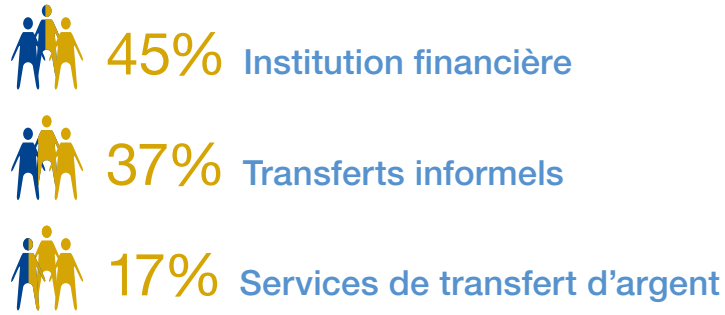 45% Institution financière
37% Transferts informels
17% Services de transfert d’argent